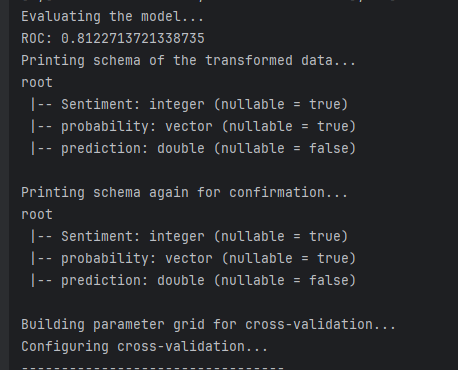 Evaluating the model...
ROC: 0.8122713721338735
Printing schema of the transformed data...
root
 |-- Sentiment: integer (nullable = true)
 |-- probability: vector (nullable = true)
 |-- prediction: double (nullable = false)

Printing schema again for confirmation...
root
 |-- Sentiment: integer (nullable = true)
 |-- probability: vector (nullable = true)
 |-- prediction: double (nullable = false)

Building parameter grid for cross-validation...
Configuring cross-validation...
---------------------------------